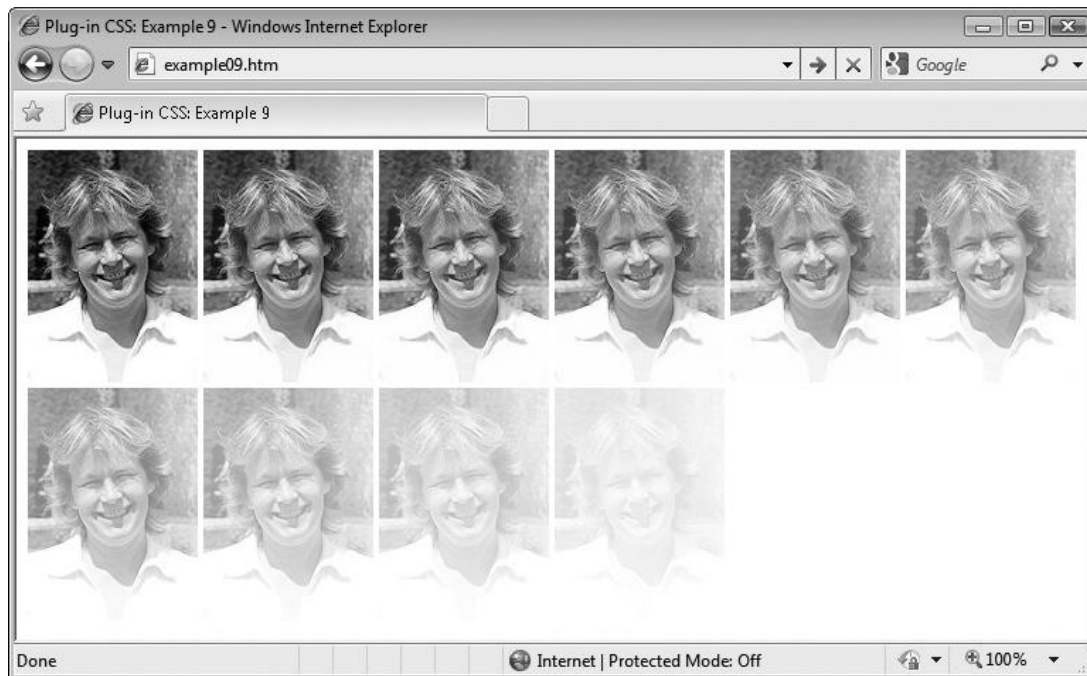 Plug-in CSS: Example 9 - Windows Internet Explorer
example09.htm
Google
Plug-in CSS: Example 9
Done
Internet | Protected Mode: Off
100%